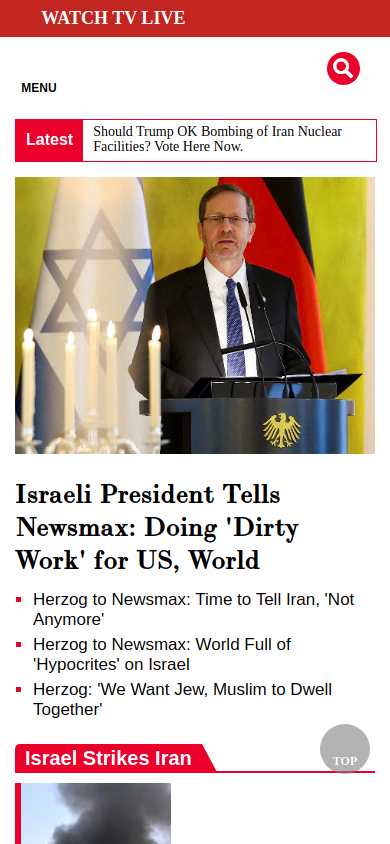 WATCH TV LIVE
MENU
Latest
Should Trump OK Bombing of Iran Nuclear
Facilities? Vote Here Now.
Israeli President Tells
Newsmax: Doing 'Dirty
Work' for US, World
Herzog to Newsmax: Time to Tell Iran, 'Not
Anymore'
Herzog to Newsmax: World Full of
'Hypocrites' on Israel
Herzog: 'We Want Jew, Muslim to Dwell
Together'
TOP
Israel Strikes Iran